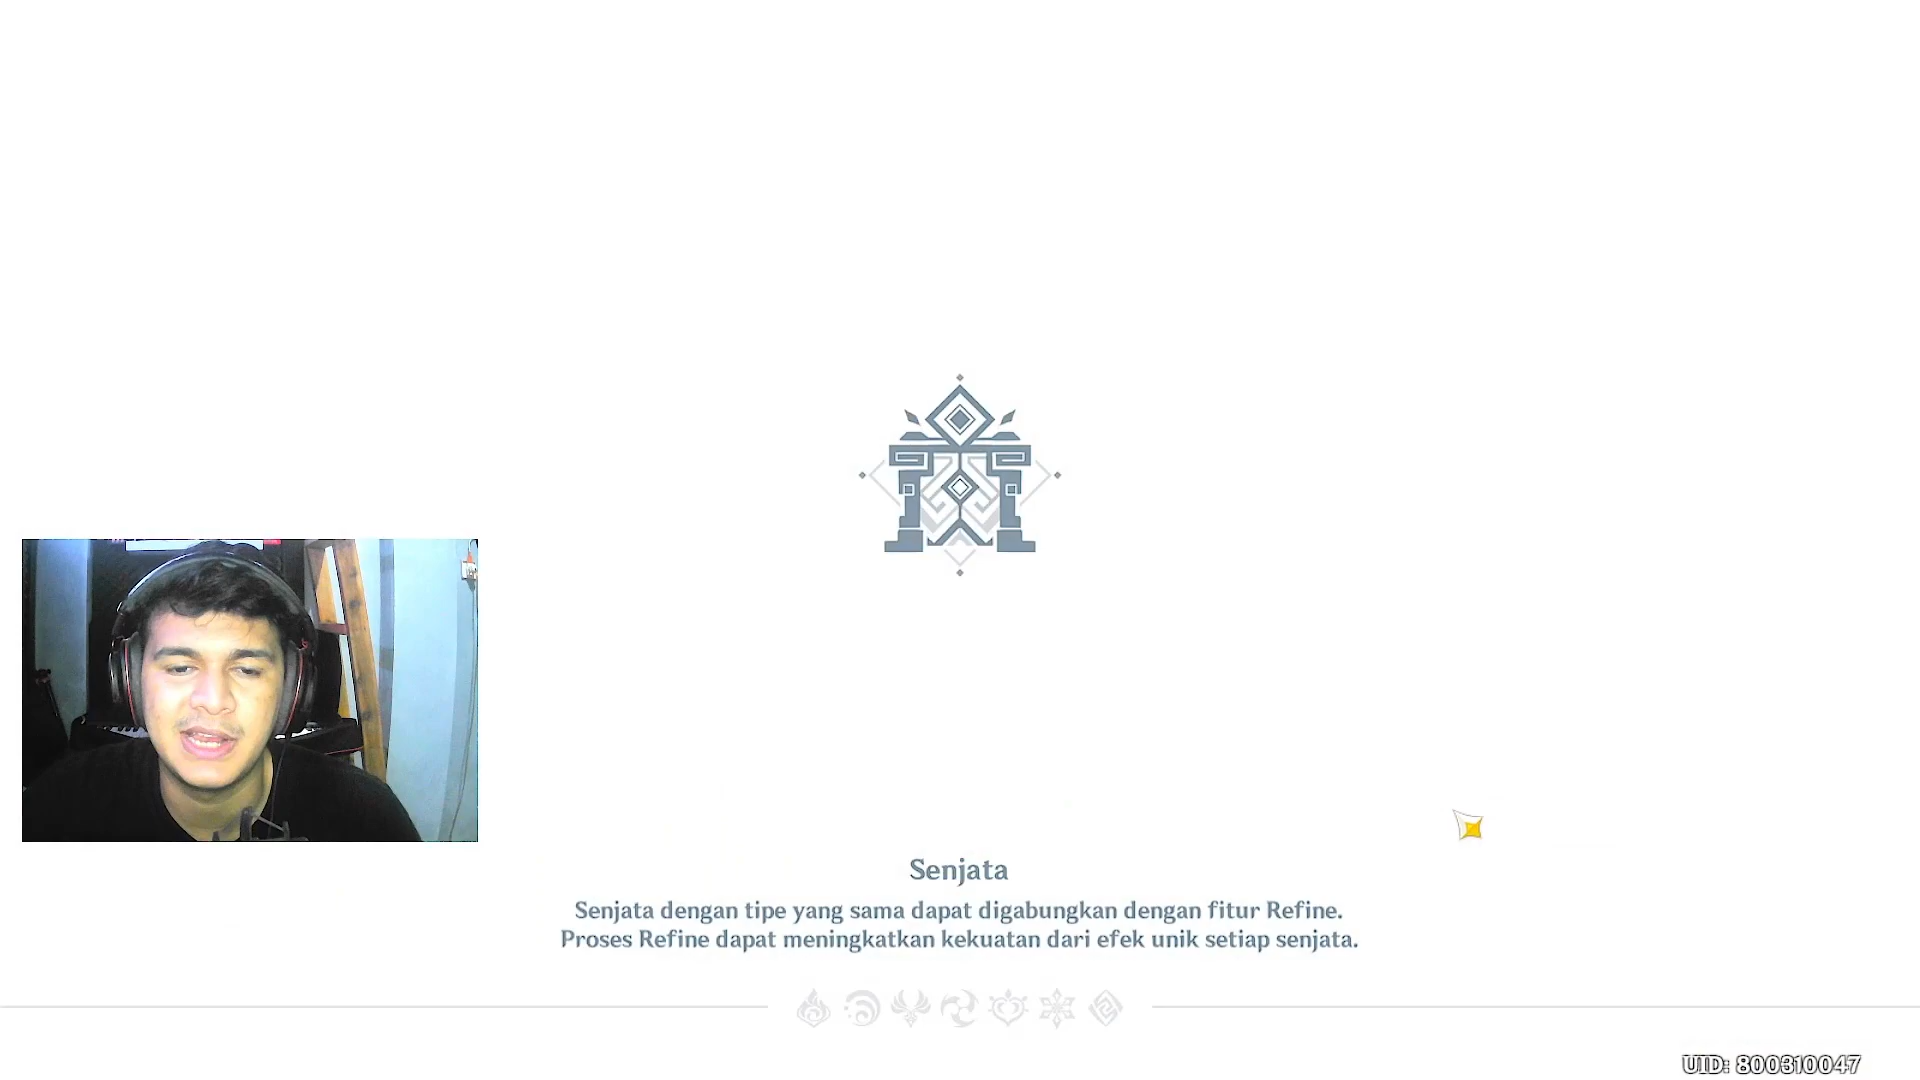 Senjata
Senjata dengan tipe yang sama dapat digabungkan dengan fitur Refine.
Proses Refine dapat meningkatkan kekuatan dari efek unik setiap senjata.
UID: 800310047